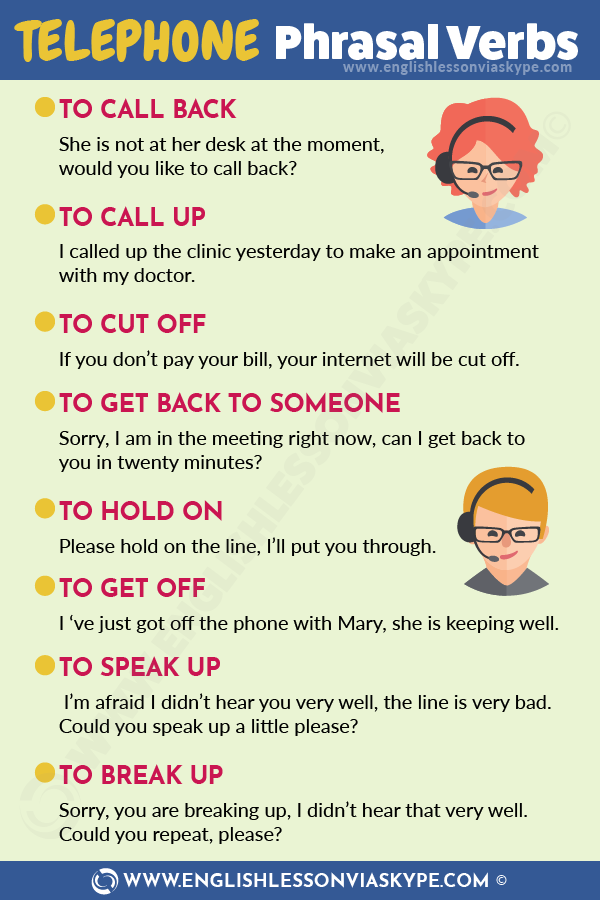 TELEPHONE Phrasal Verbs
www.englishlessonviaskype.com
TO CALL BACK
She is not at her desk at the moment,
would you like to call back?
TO CALL UP
I called up the clinic yesterday to make an appointment
with my doctor.
TO CUT OFF
If you don’t pay your bill, your internet will be cut off.
TO GET BACK TO SOMEONE
Sorry, I am in the meeting right now, can I get back to
you in twenty minutes?
TO HOLD ON
Please hold on the line, I’ll put you through.
TO GET OFF
I ‘ve just got off the phone with Mary, she is keeping well.
TO SPEAK UP
I’m afraid I didn’t hear you very well, the line is very bad.
Could you speak up a little please?
TO BREAK UP
Sorry, you are breaking up, I didn’t hear that very well.
Could you repeat, please?
WWW.ENGLISHLESSONVIASKYPE.COM ©
WWW.ENGLISHLESSONVIASKYPE.COM ©